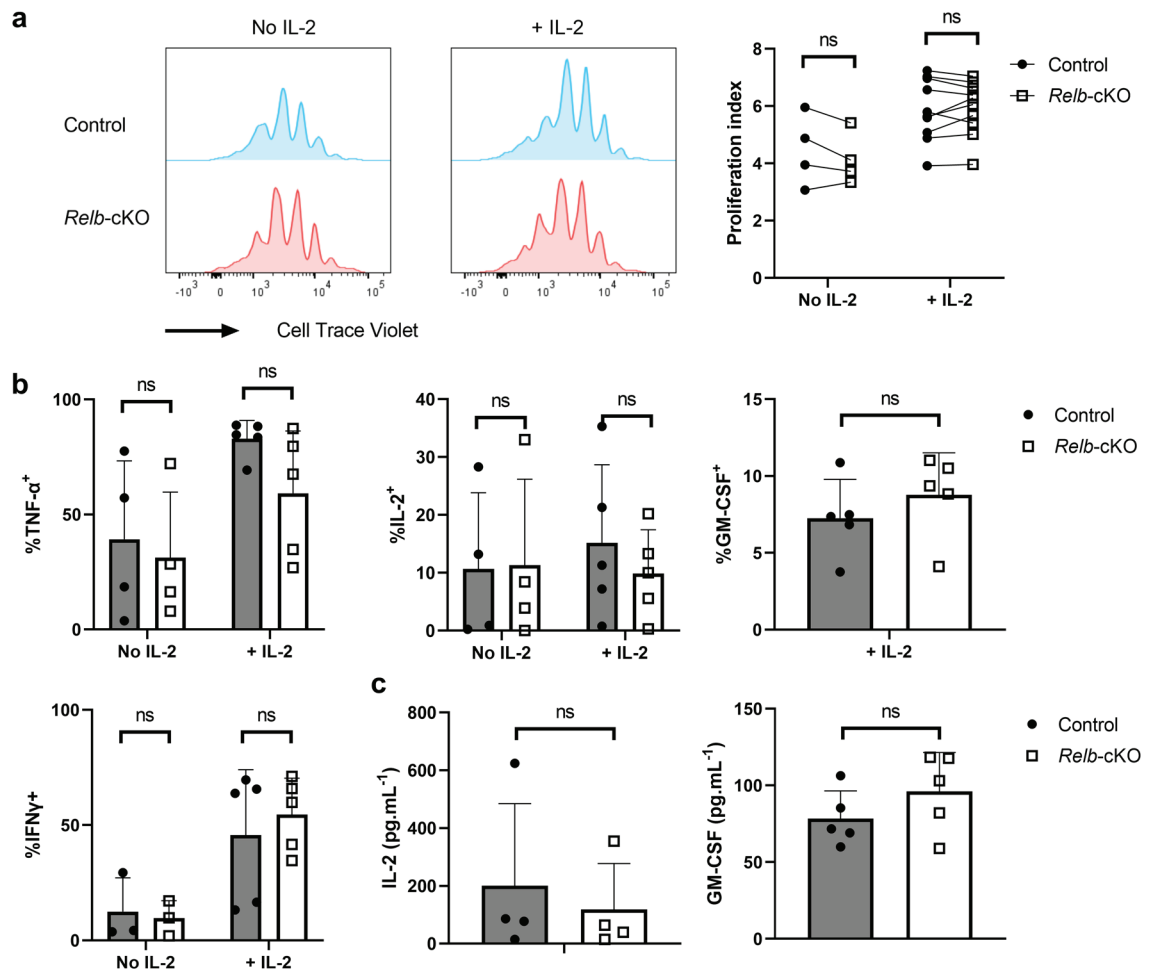 a
No IL-2
+ IL-2
Control
Relb-cKO
-10³ 0 10³ 10⁴ 10⁵
-10³ 0 10³ 10⁴ 10⁵
Cell Trace Violet
Proliferation index
8
6
4
2
0
ns
ns
No IL-2
+ IL-2
Control
Relb-cKO
b
%TNF-α⁺
100
50
0
ns
ns
No IL-2
+ IL-2
%IL-2⁺
40
30
20
10
0
ns
ns
No IL-2
+ IL-2
%GM-CSF⁺
15
10
5
0
ns
+ IL-2
Control
Relb-cKO
%IFNγ+
100
50
0
ns
ns
No IL-2
+ IL-2
c
IL-2 (pg.mL⁻¹)
800
600
400
200
0
ns
GM-CSF (pg.mL⁻¹)
150
100
50
0
ns
Control
Relb-cKO